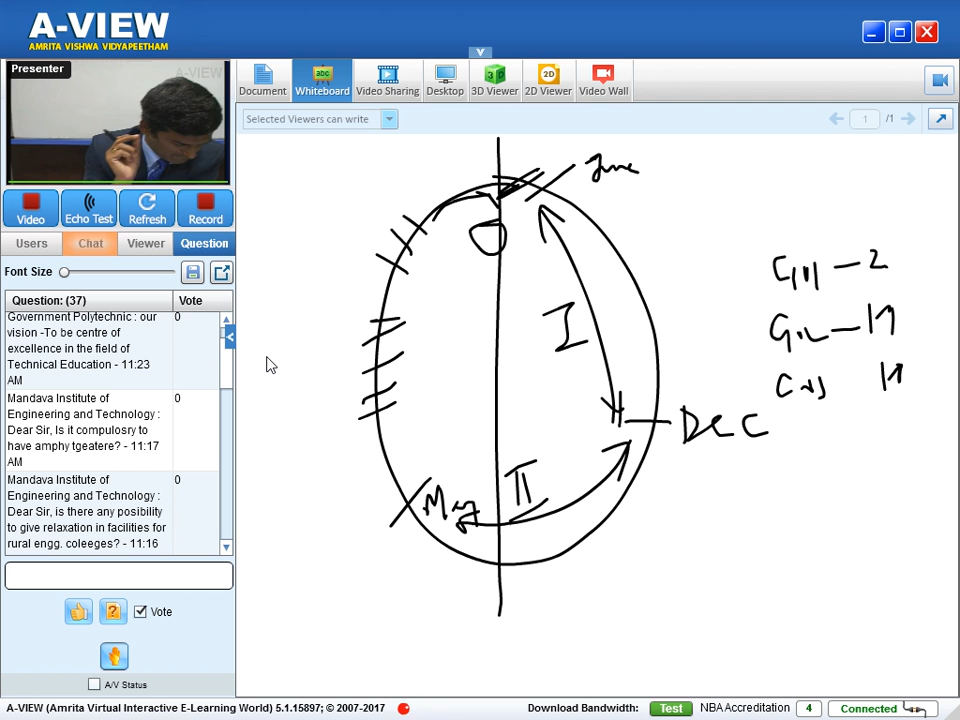 A-VIEW
AMRITA VISHWA VIDYAPEETHAM
Presenter
A-VIEW
Document
Whiteboard
Video Sharing
Desktop
3D Viewer
2D Viewer
Video Wall
Selected Viewers can write
1 /1
Video
Echo Test
Refresh
Record
Users
Chat
Viewer
Question
Font Size
Question: (37) Vote
Government Polytechnic : our 0
vision -To be centre of
excellence in the field of
Technical Education - 11:23
AM
Mandava Institute of 0
Engineering and Technology :
Dear Sir, Is it compulosry to
have amphy tgeatere? - 11:17
AM
Mandava Institute of 0
Engineering and Technology :
Dear Sir, is there any posibility
to give relaxation in facilities for
rural engg. coleeges? - 11:16
Vote
A/V Status
June
I
DEC
II
May
A-VIEW (Amrita Virtual Interactive E-Learning World) 5.1.15897; © 2007-2017
Download Bandwidth: Test
NBA Accreditation 4
Connected